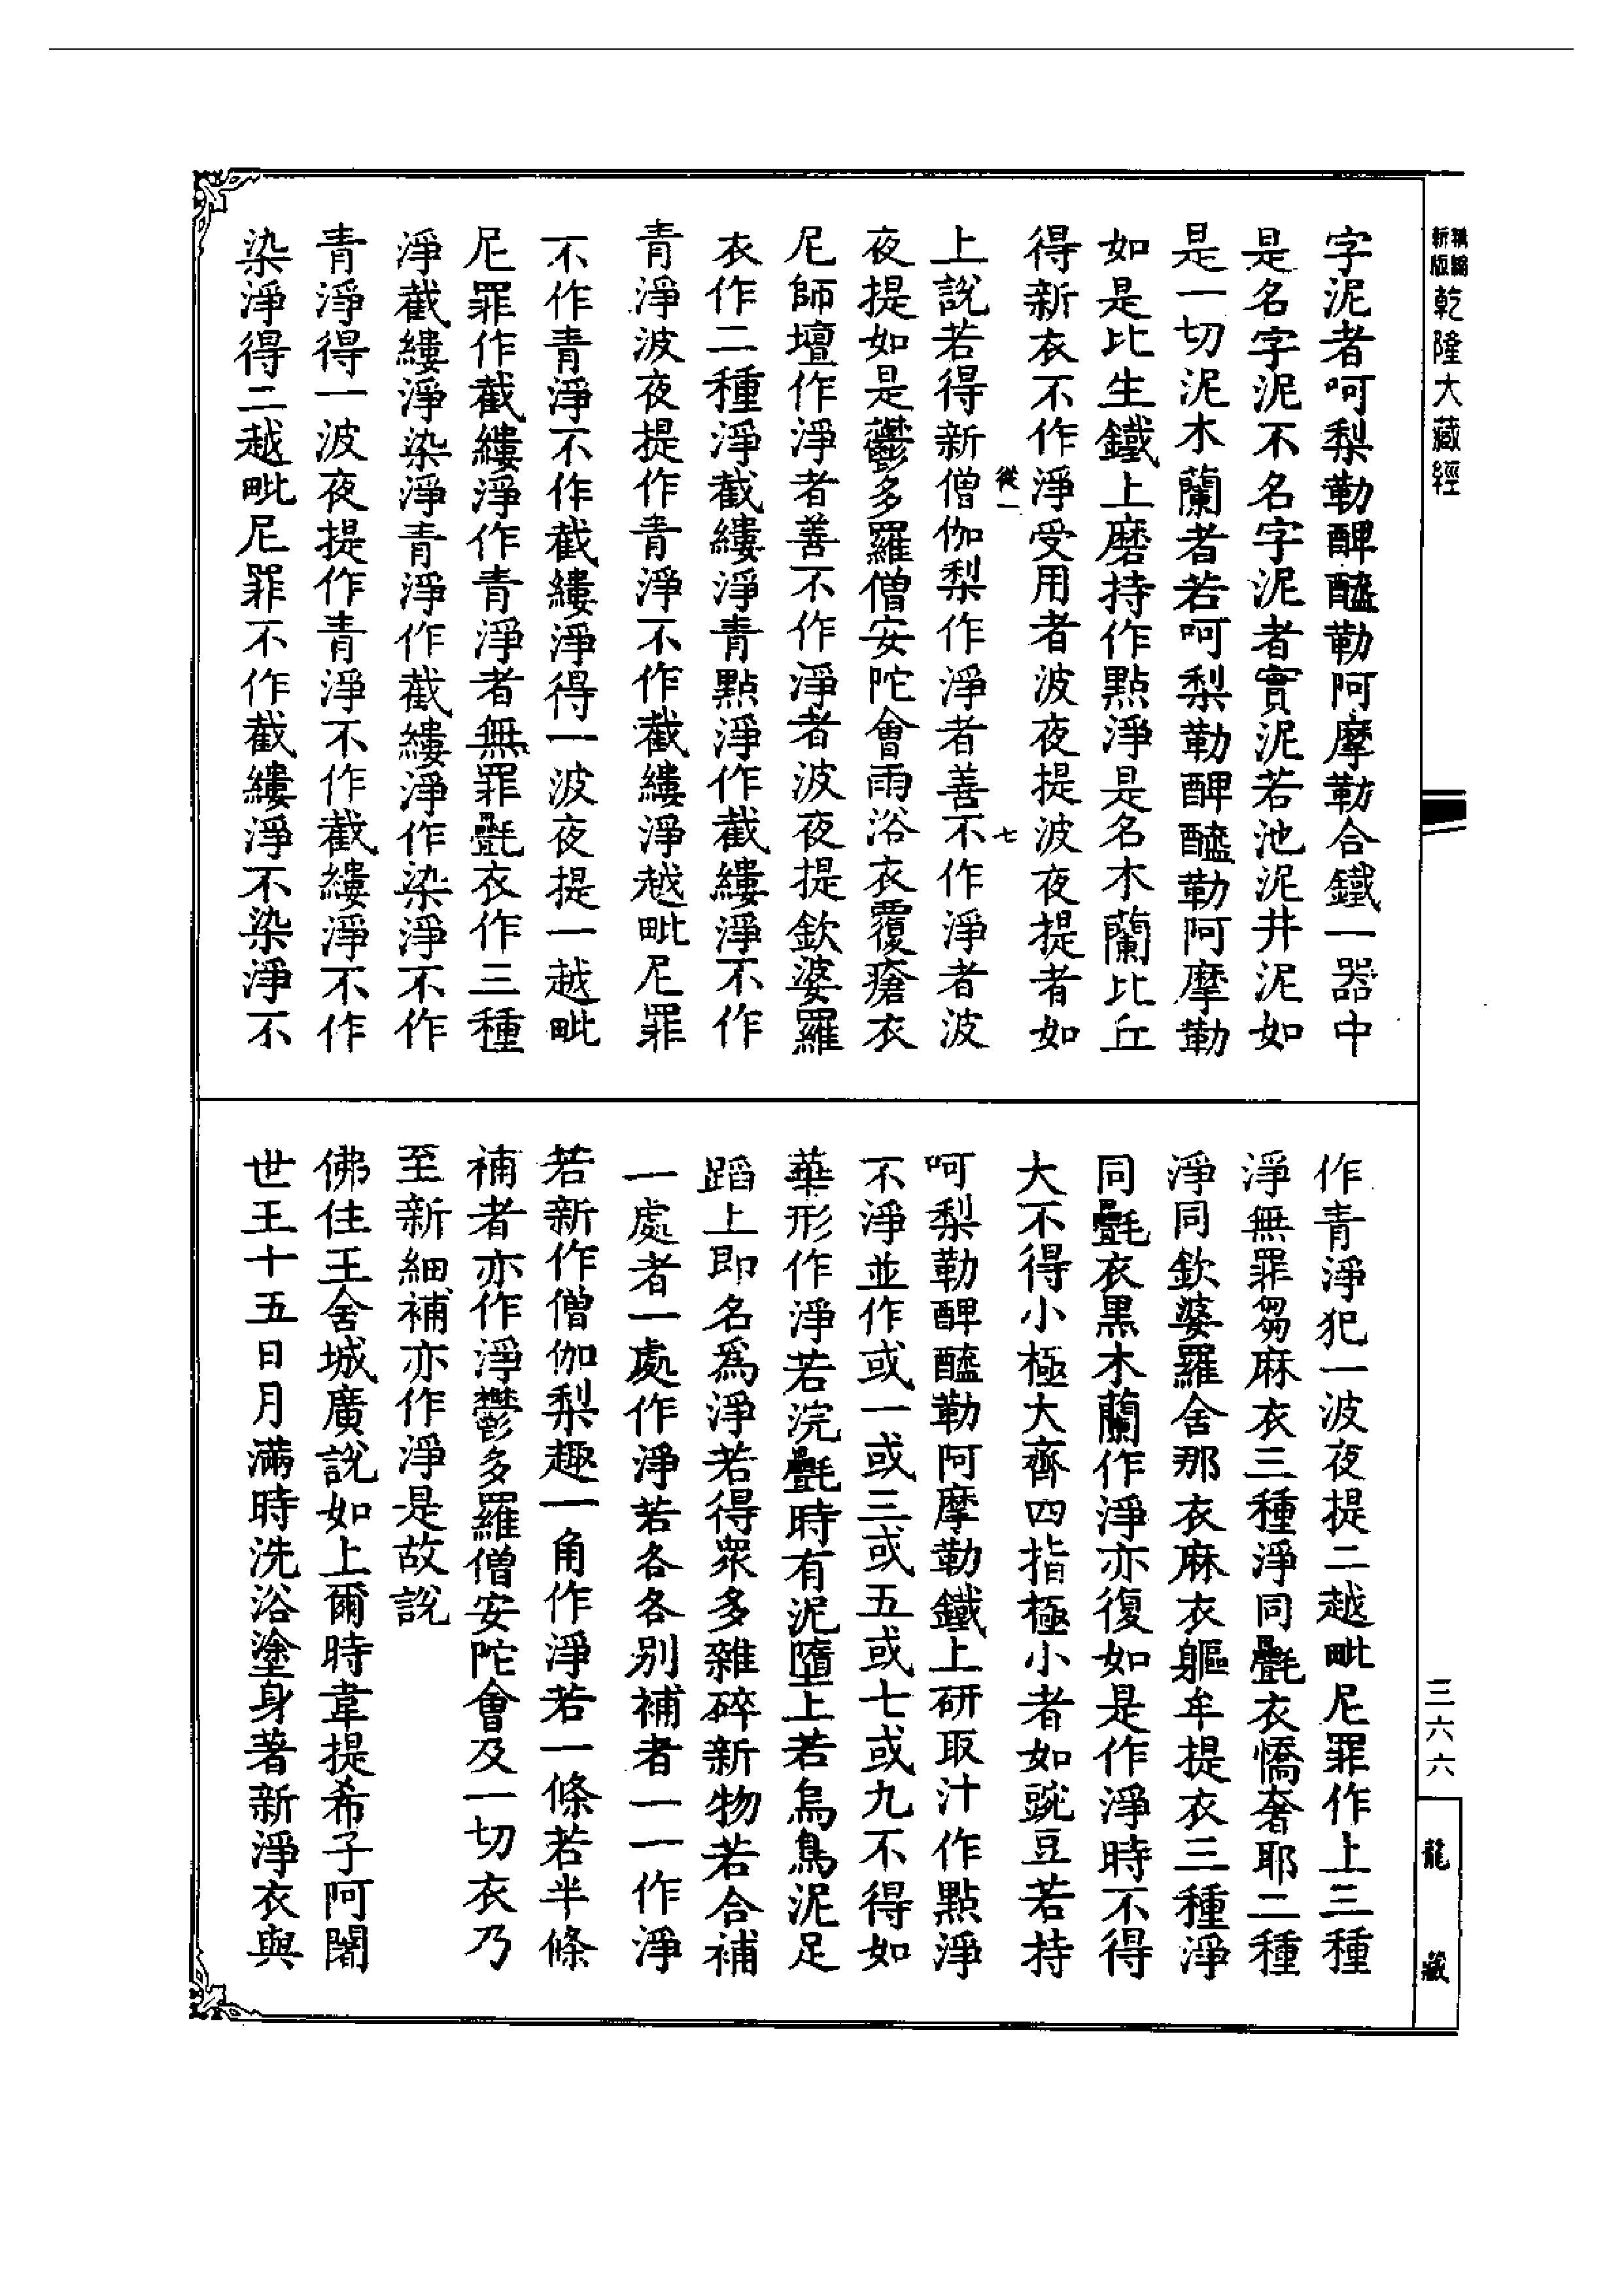 精縮新版乾隆大藏經
字泥者呵梨勒醘醯勒阿摩勒合鐵一器中
是名字泥不名字泥者實泥若池泥井泥如
是一切泥木蘭者若呵梨勒鞞醯勒阿摩勒
如是比生鐵上磨持作點淨是名木蘭比丘
得新衣不作淨受用者波夜提波夜提者如
從一
七
上說若得新僧伽梨作淨者善不作淨者波
夜提如是鬱多羅僧安陀會雨浴衣覆瘡衣
尼師壇作淨者善不作淨者波夜提欽婆羅
衣作二種淨截縷淨青點淨作截縷淨不作
青淨波夜提作青淨不作截縷淨越毗尼罪
不作青淨不作截縷淨得一波夜提一越毗
尼罪作截縷淨作青淨者無罪氎衣作三種
淨截縷淨染淨青淨作截縷淨作染淨不作
青淨得一波夜提作青淨不作截縷淨不作
染淨得二越毗尼罪不作截縷淨不染淨不
作青淨犯一波夜提二越毗尼罪作上三種
淨無罪芻麻衣三種淨同氎衣憍奢耶二種
淨同欽婆羅舍那衣麻衣軀牟提衣三種淨
同氎衣黑木蘭作淨亦復如是作淨時不得
大不得小極大齊四指極小者如豌豆若持
呵梨勒鞞醯勒阿摩勒鐵上研取汁作點淨
不淨並作或一或三或五或七或九不得如
華形作淨若浣氎時有泥墮上若烏鳥泥足
蹈上即名為淨若得眾多雜碎新物若合補
一處者一處作淨若各各別補者一一作淨
若新作僧伽梨趣一角作淨若一條若半條
補者亦作淨鬱多羅僧安陀會及一切衣乃
至新細補亦作淨是故說
佛住王舍城廣說如上爾時韋提希子阿闍
世王十五日月滿時洗浴塗身著新淨衣與
三六六
龍藏